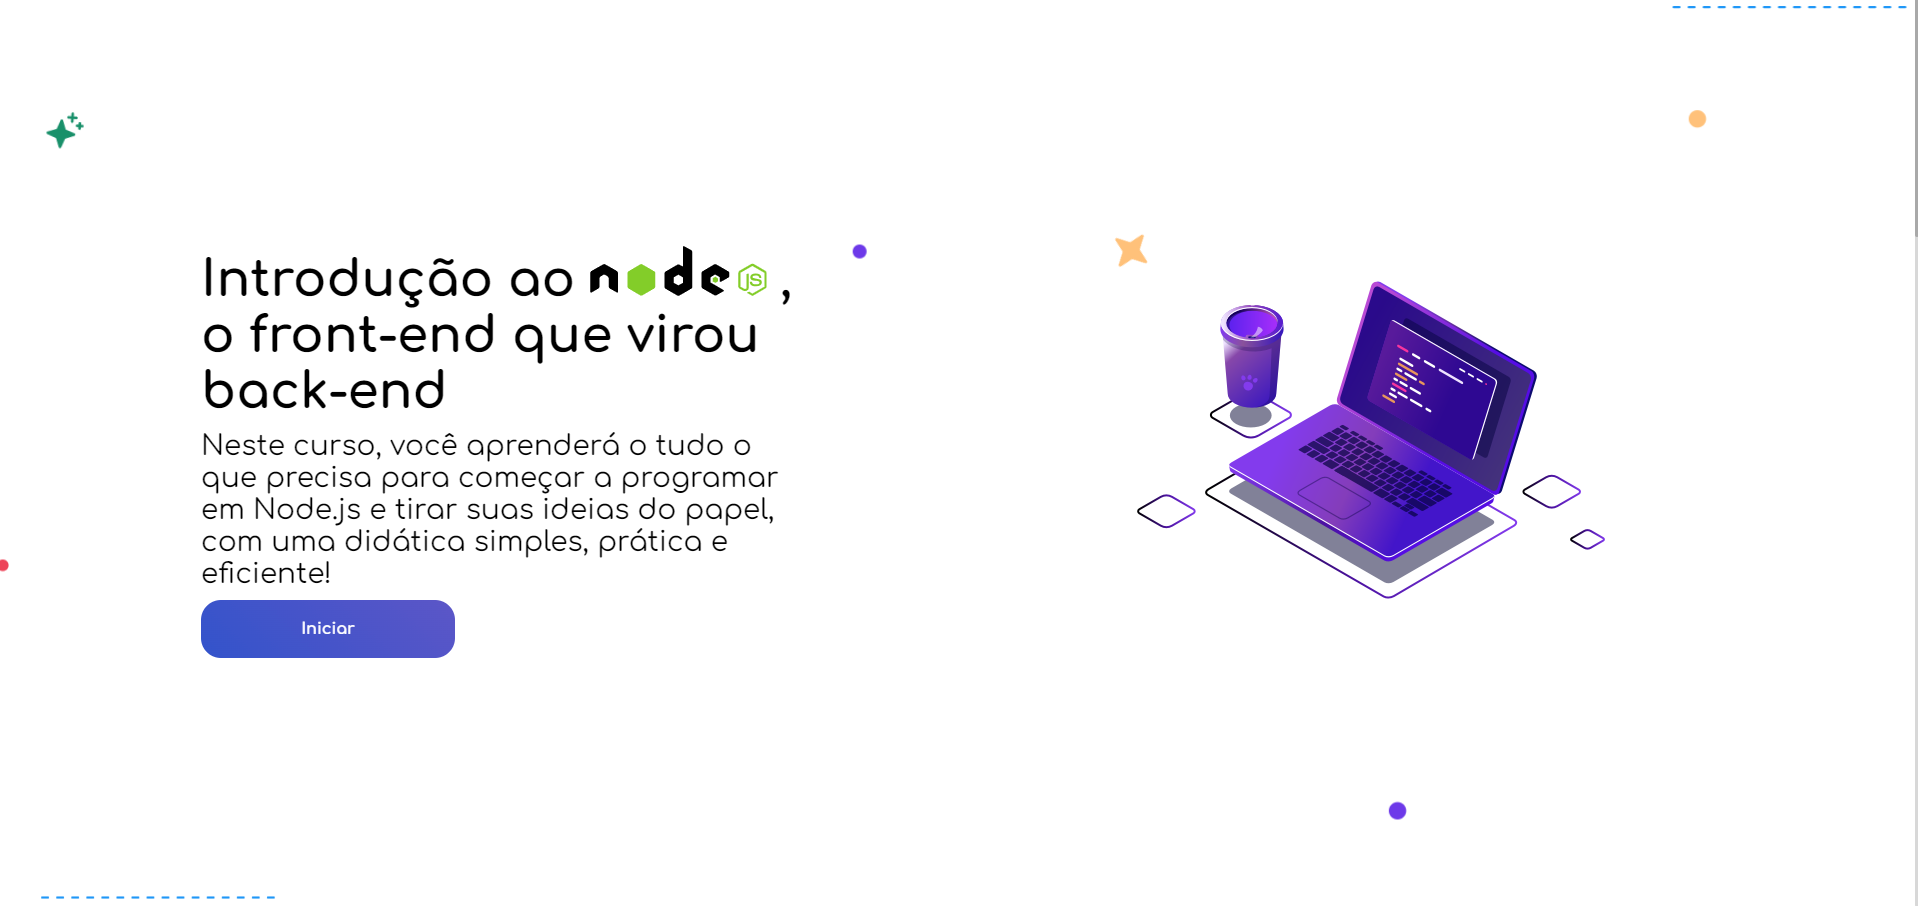 Introdução ao node JS,
o front-end que virou
back-end
Neste curso, você aprenderá o tudo o
que precisa para começar a programar
em Node.js e tirar suas ideias do papel,
com uma didática simples, prática e
eficiente!
Iniciar